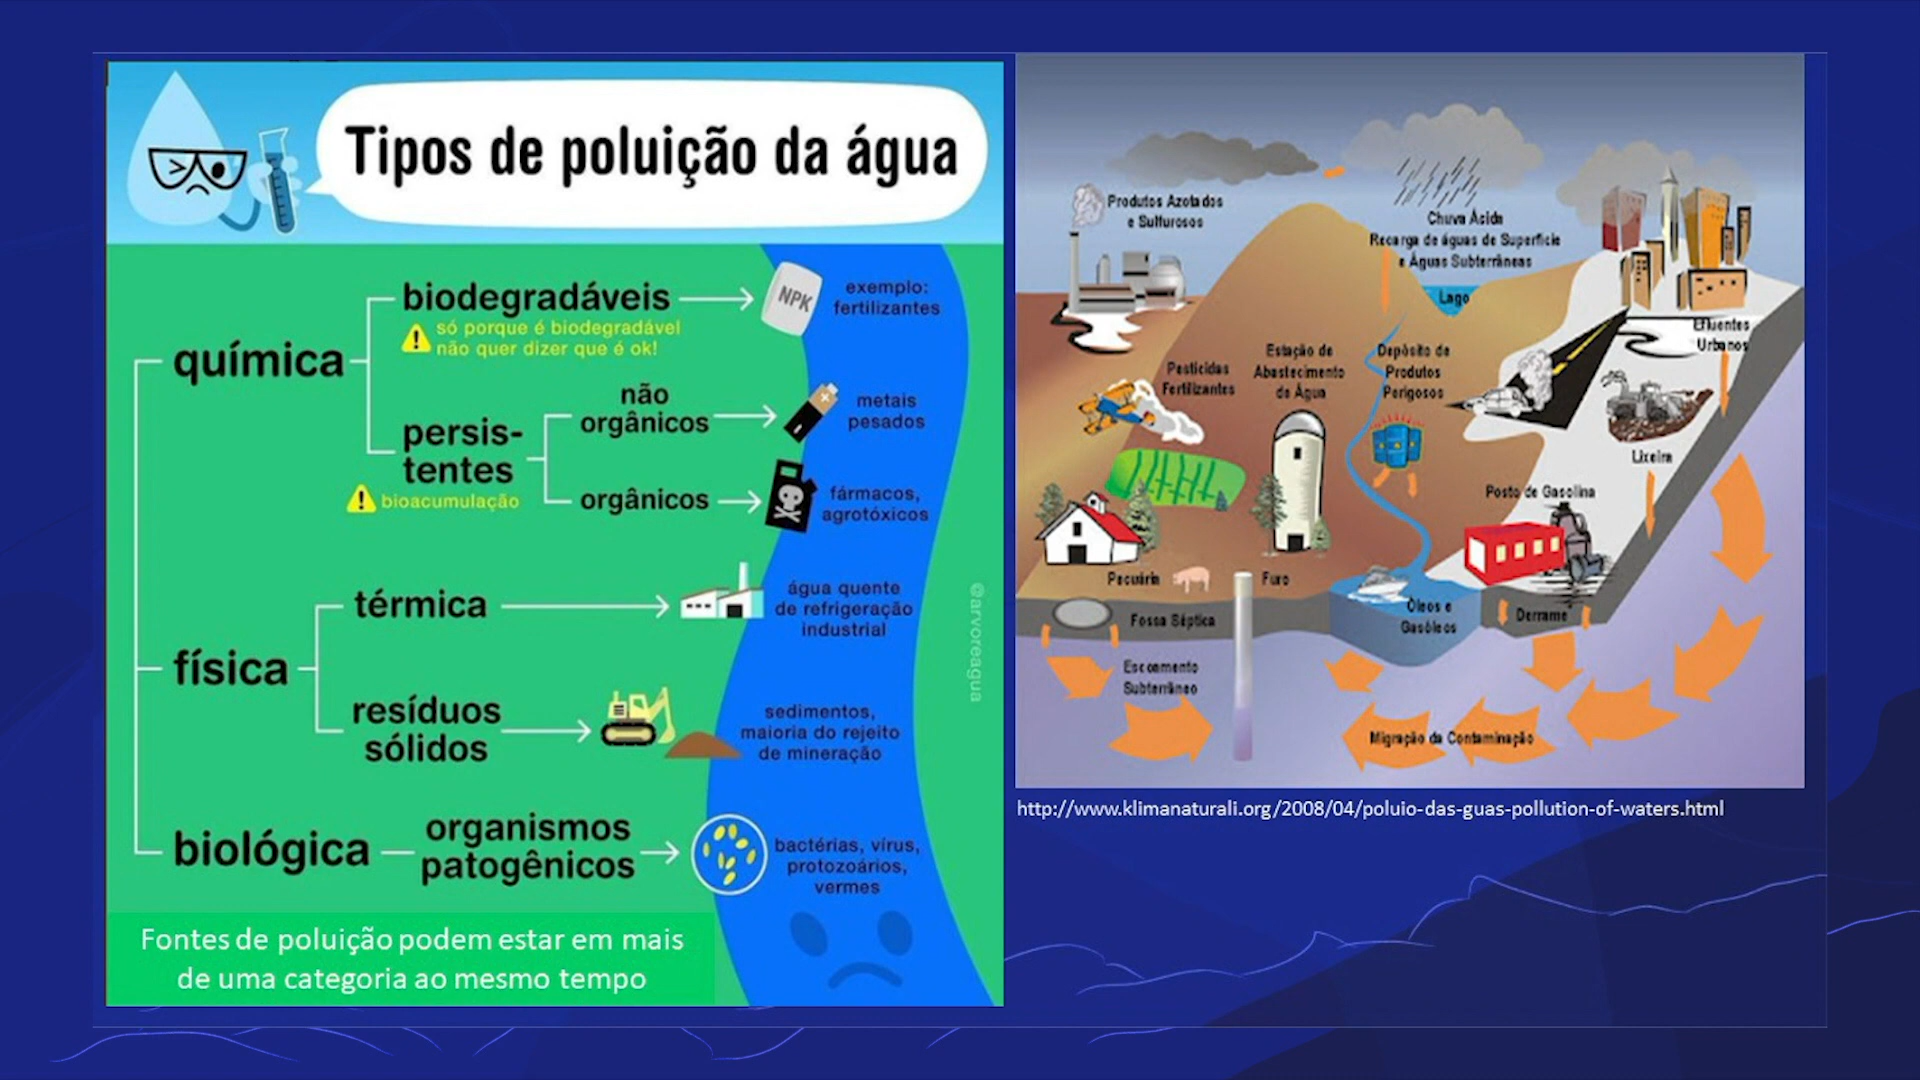 Tipos de poluição da água
química
biodegradáveis
só porque é biodegradável
não quer dizer que é ok!
NPK
exemplo:
fertilizantes
persis-
tentes
bioacumulação
não
orgânicos
metais
pesados
orgânicos
fármacos,
agrotóxicos
física
térmica
água quente
de refrigeração
industrial
resíduos
sólidos
sedimentos,
maioria do rejeito
de mineração
biológica
organismos
patogênicos
bactérias, vírus,
protozoários,
vermes
@arvoreagua
Fontes de poluição podem estar em mais
de uma categoria ao mesmo tempo
Produtos Azotados
e Sulfurosos
Chuva Ácida
Recarga de águas de Superfície
e Águas Subterrâneas
Lago
Efluentes
Urbanos
Pesticidas
Fertilizantes
Estação de
Abastecimento
de Água
Depósito de
Produtos
Perigosos
Lixeira
Posto de Gasolina
Pecuária
Furo
Fossa Séptica
Óleos e
Gasóleos
Derrame
Escoamento
Subterrâneo
Migração da Contaminação
http://www.klimanaturali.org/2008/04/poluio-das-guas-pollution-of-waters.html